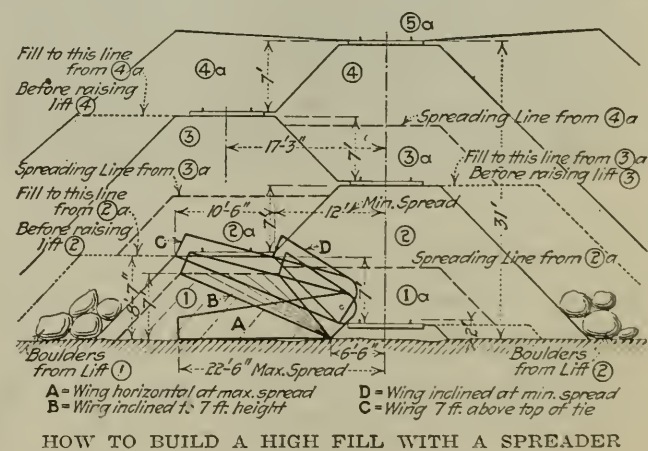 ⑤a
Fill to this line
from ④a
Before raising
lift ④
④a
7'
④
Spreading Line from ④a
③
17'-3"
7'
③a
Fill to this line from ③a
Before raising lift ③
31'
Spreading Line from ③a
Fill to this line
from ②a
Before raising
lift ②
10'-6"
12'
Min. Spread
②a
②
C
D
Spreading Line from ②a
8'-7"
7'
①
B
A
7'
①a
2'
6'-6"
Boulders
from Lift ①
22'-6" Max. Spread
Boulders
from Lift ②
A = Wing horizontal at max. spread
B = Wing inclined to 7 ft. height
D = Wing inclined at min. spread
C = Wing 7 ft. above top of tie
HOW TO BUILD A HIGH FILL WITH A SPREADER